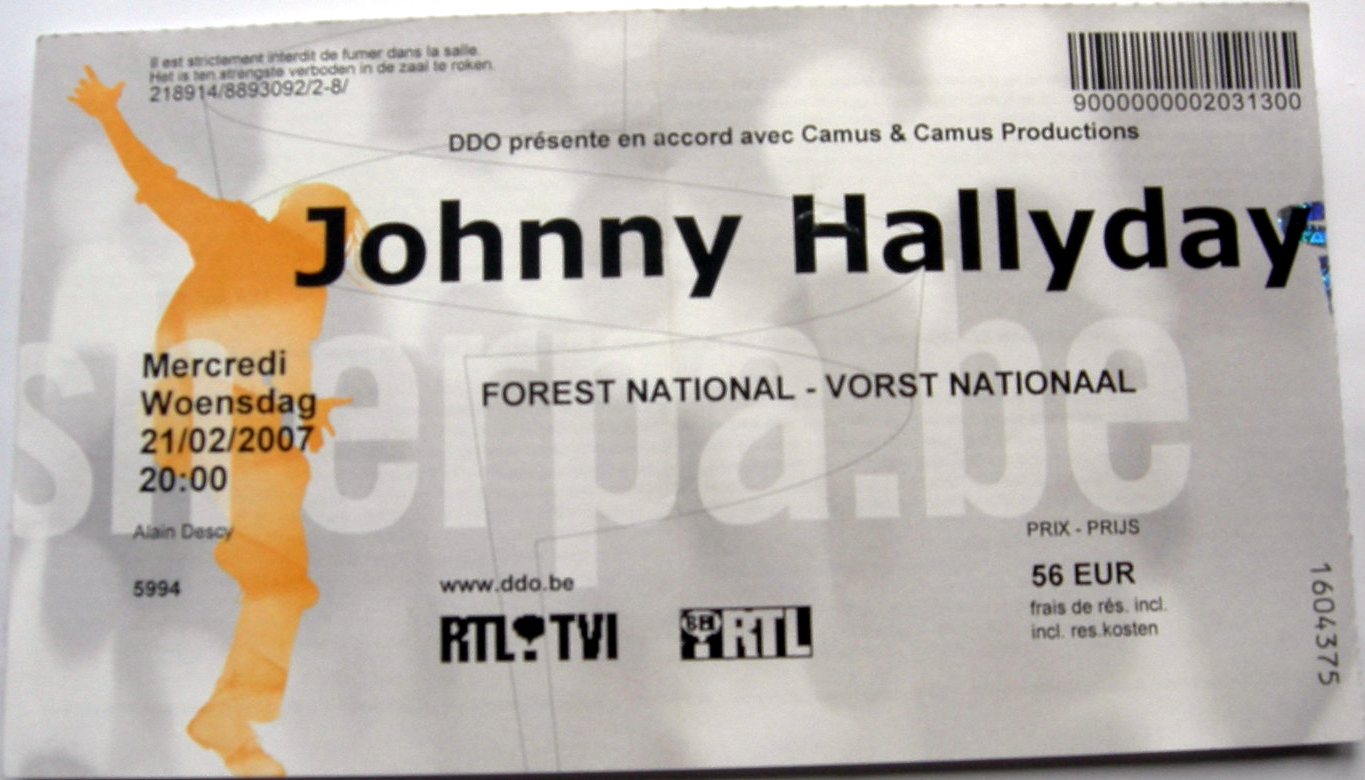 Il est strictement interdit de fumer dans la salle.
Het is ten strengste verboden in de zaal te roken.
218914/8893092/2-8/
9000000002031300
DDO présente en accord avec Camus & Camus Productions
Johnny Hallyday
sherpa.be
Mercredi
Woensdag
21/02/2007
20:00
FOREST NATIONAL - VORST NATIONAAL
Alain Descy
5994
www.ddo.be
RTL TVI
BEL RTL
PRIX - PRIJS
56 EUR
frais de rés. incl.
incl. res.kosten
1604375